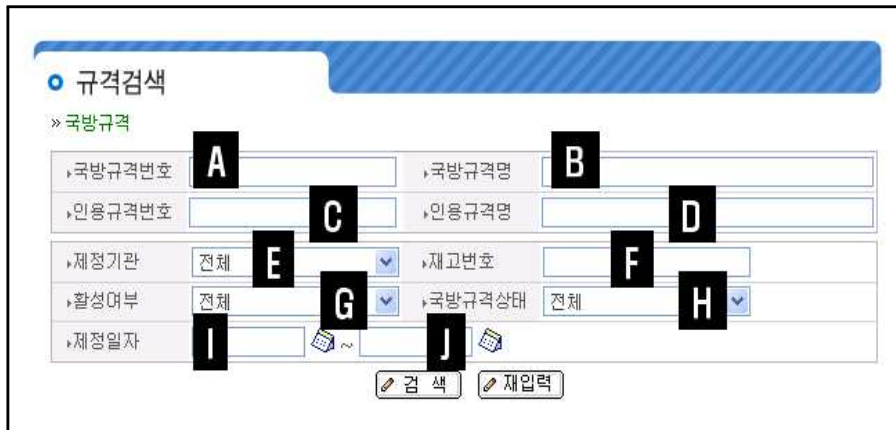 규격검색
» 국방규격
국방규격번호 A 국방규격명 B
인용규격번호 C 인용규격명 D
제정기관 전체 E 재고번호 F
활성여부 전체 G 국방규격상태 전체 H
제정일자 I ~ J
검 색 재입력